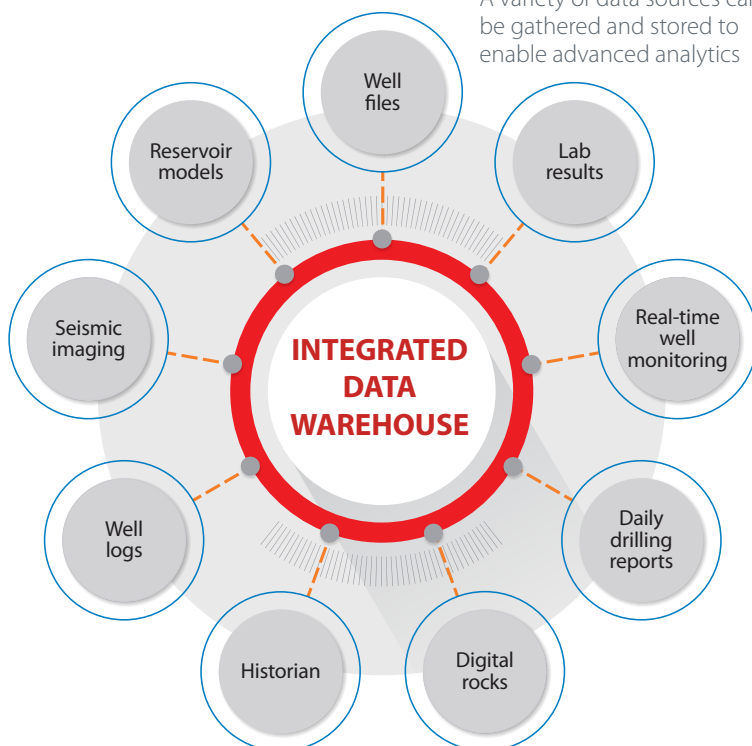 A variety of data sources can
be gathered and stored to
enable advanced analytics
Well
files
Lab
results
Real-time
well
monitoring
Daily
drilling
reports
Digital
rocks
Historian
Well
logs
Seismic
imaging
Reservoir
models
INTEGRATED
DATA
WAREHOUSE